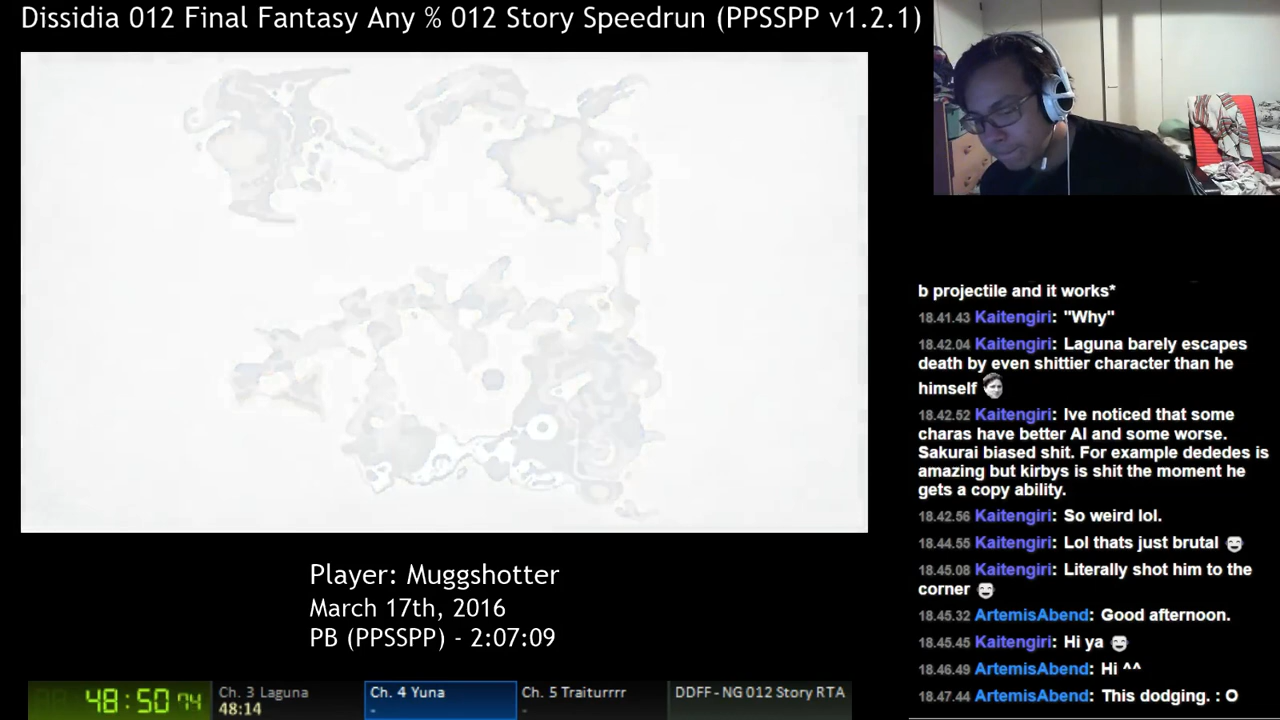 Dissidia 012 Final Fantasy Any % 012 Story Speedrun (PPSSPP v1.2.1)
b projectile and it works*
18.41.43 Kaitengiri: "Why"
18.42.04 Kaitengiri: Laguna barely escapes
death by even shittier character than he
himself
18.42.52 Kaitengiri: Ive noticed that some
charas have better AI and some worse.
Sakurai biased shit. For example dededes is
amazing but kirbys is shit the moment he
gets a copy ability.
18.42.56 Kaitengiri: So weird lol.
18.44.55 Kaitengiri: Lol thats just brutal
18.45.08 Kaitengiri: Literally shot him to the
corner
18.45.32 ArtemisAbend: Good afternoon.
18.45.45 Kaitengiri: Hi ya
18.46.49 ArtemisAbend: Hi ^^
18.47.44 ArtemisAbend: This dodging. : O
Player: Muggshotter
March 17th, 2016
PB (PPSSPP) - 2:07:09
48:50 74
Ch. 3 Laguna
48:14
Ch. 4 Yuna
-
Ch. 5 Traiturrrr
-
DDFF - NG 012 Story RTA